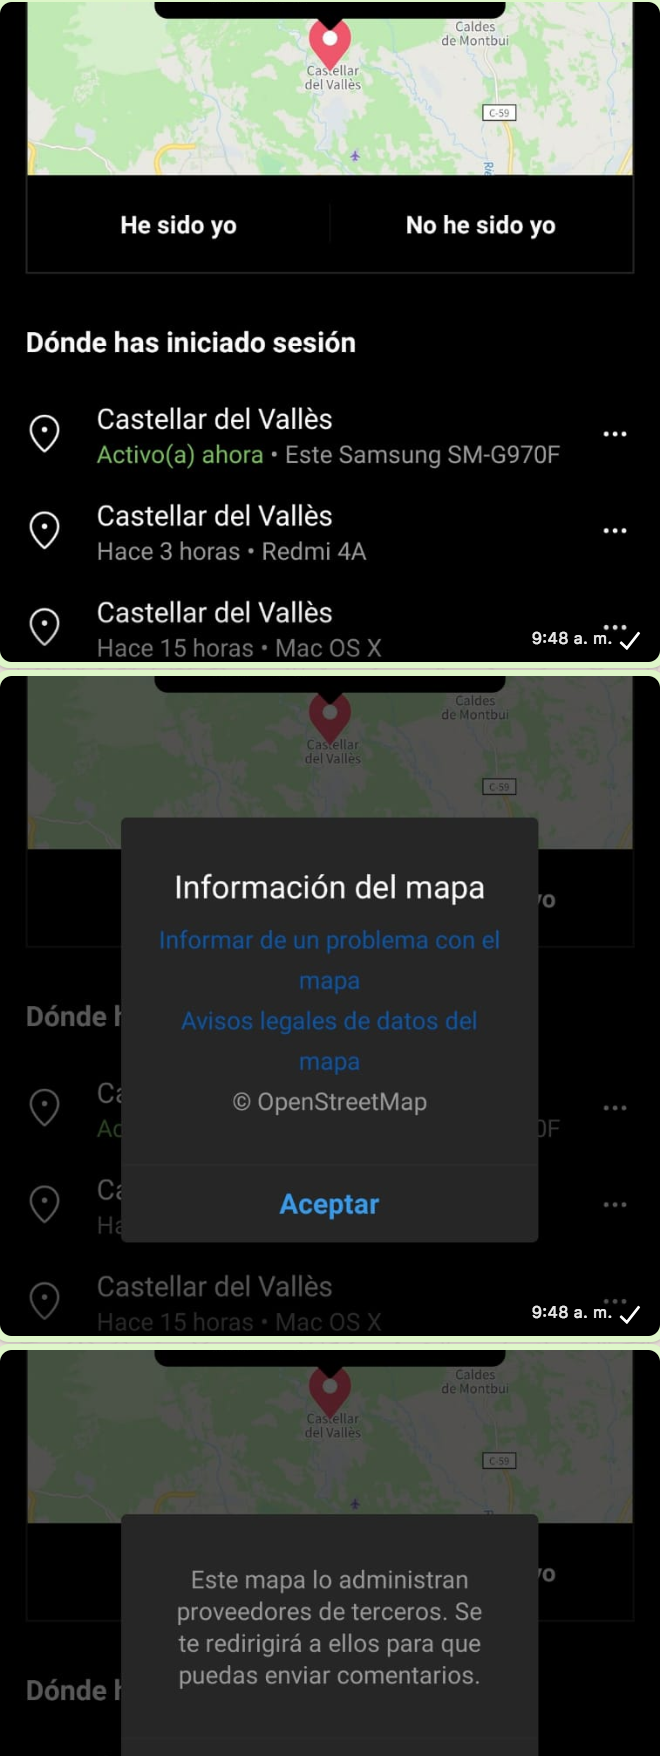 Caldes
de Montbui
Castellar
del Vallès
C-59
He sido yo
No he sido yo
Dónde has iniciado sesión
Castellar del Vallès
Activo(a) ahora • Este Samsung SM-G970F
Castellar del Vallès
Hace 3 horas • Redmi 4A
Castellar del Vallès
Hace 15 horas • Mac OS X
9:48 a. m.
Caldes
de Montbui
Castellar
del Vallès
C-59
yo
Información del mapa
Informar de un problema con el
mapa
Avisos legales de datos del
mapa
© OpenStreetMap
Aceptar
Dónde h
Ca
Ac
0F
Ca
Ha
Castellar del Vallès
Hace 15 horas • Mac OS X
9:48 a. m.
Caldes
de Montbui
Castellar
del Vallès
C-59
yo
Este mapa lo administran
proveedores de terceros. Se
te redirigirá a ellos para que
puedas enviar comentarios.
Dónde h